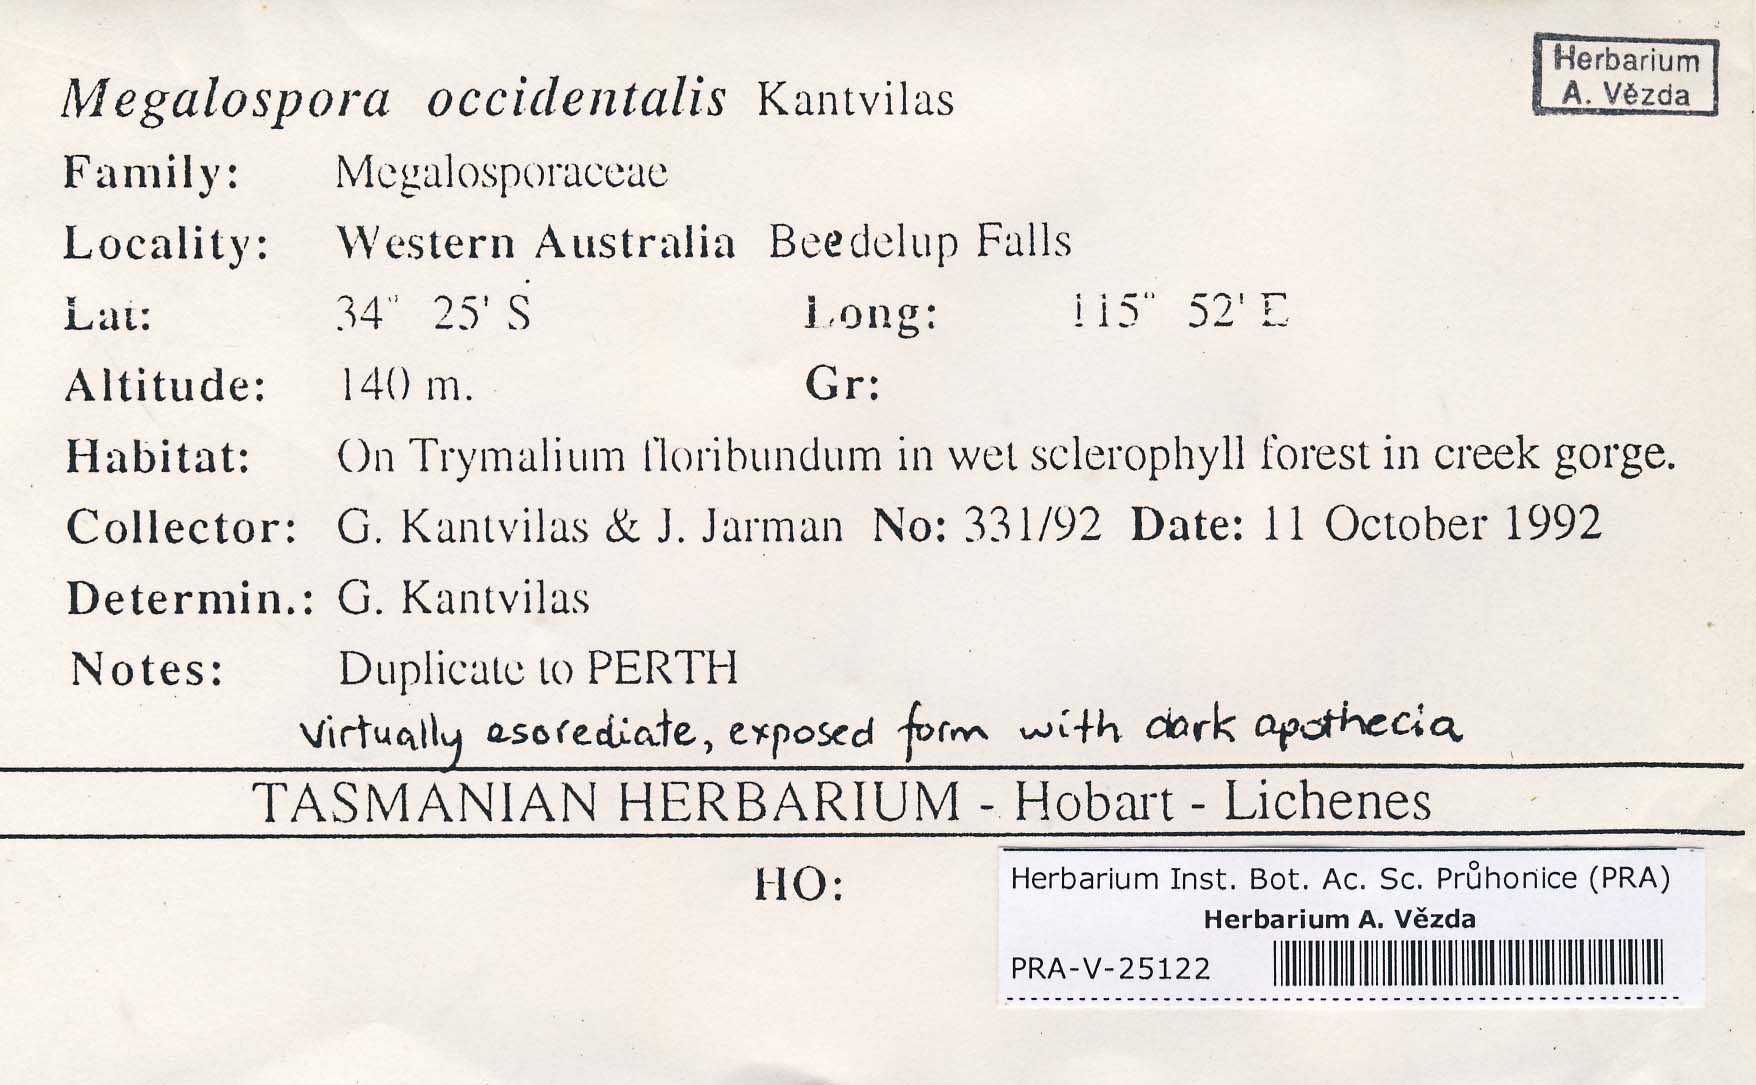 Herbarium
A. Vězda
Megalospora occidentalis Kantvilas
Family: Megalosporaceae
Locality: Western Australia Beedelup Falls
Lat: 34° 25' S Long: 115° 52' E
Altitude: 140 m. Gr:
Habitat: On Trymalium floribundum in wet sclerophyll forest in creek gorge.
Collector: G. Kantvilas & J. Jarman No: 331/92 Date: 11 October 1992
Determin.: G. Kantvilas
Notes: Duplicate to PERTH
Virtually esorediate, exposed form with dark apothecia
TASMANIAN HERBARIUM - Hobart - Lichenes
HO:
Herbarium Inst. Bot. Ac. Sc. Průhonice (PRA)
Herbarium A. Vězda
PRA-V-25122